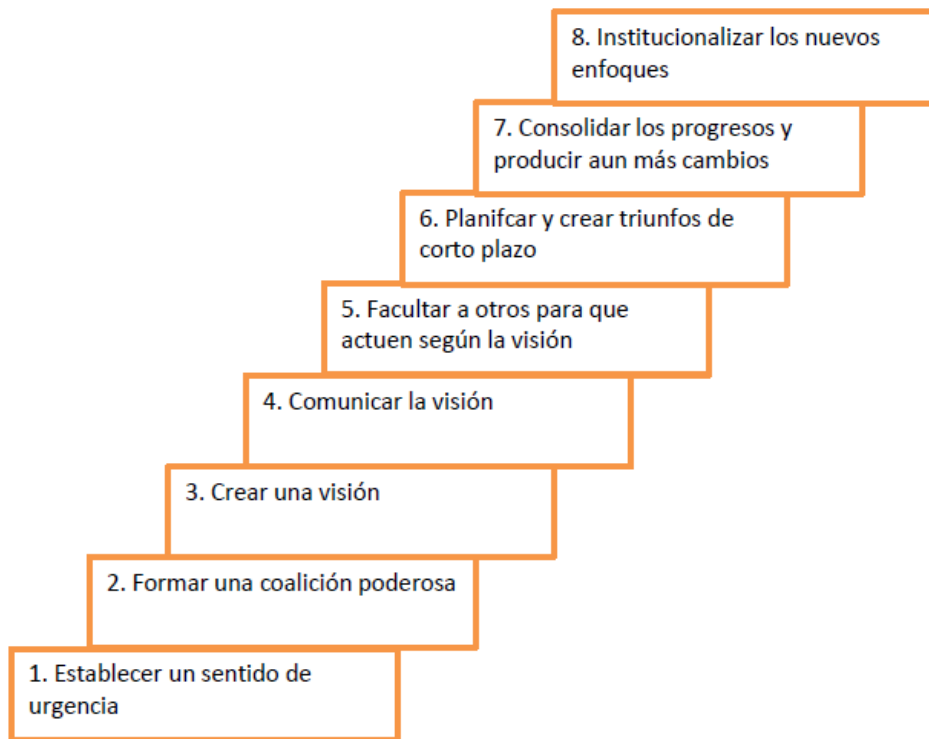 8. Institucionalizar los nuevos
enfoques
7. Consolidar los progresos y
producir aun más cambios
6. Planifcar y crear triunfos de
corto plazo
5. Facultar a otros para que
actuen según la visión
4. Comunicar la visión
3. Crear una visión
2. Formar una coalición poderosa
1. Establecer un sentido de
urgencia